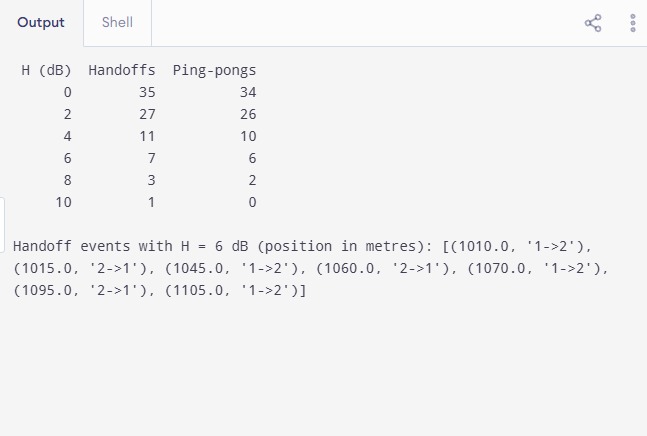 Output Shell
H (dB) Handoffs Ping-pongs
0 35 34
2 27 26
4 11 10
6 7 6
8 3 2
10 1 0
Handoff events with H = 6 dB (position in metres): [(1010.0, '1->2'),
(1015.0, '2->1'), (1045.0, '1->2'), (1060.0, '2->1'), (1070.0, '1->2'),
(1095.0, '2->1'), (1105.0, '1->2')]